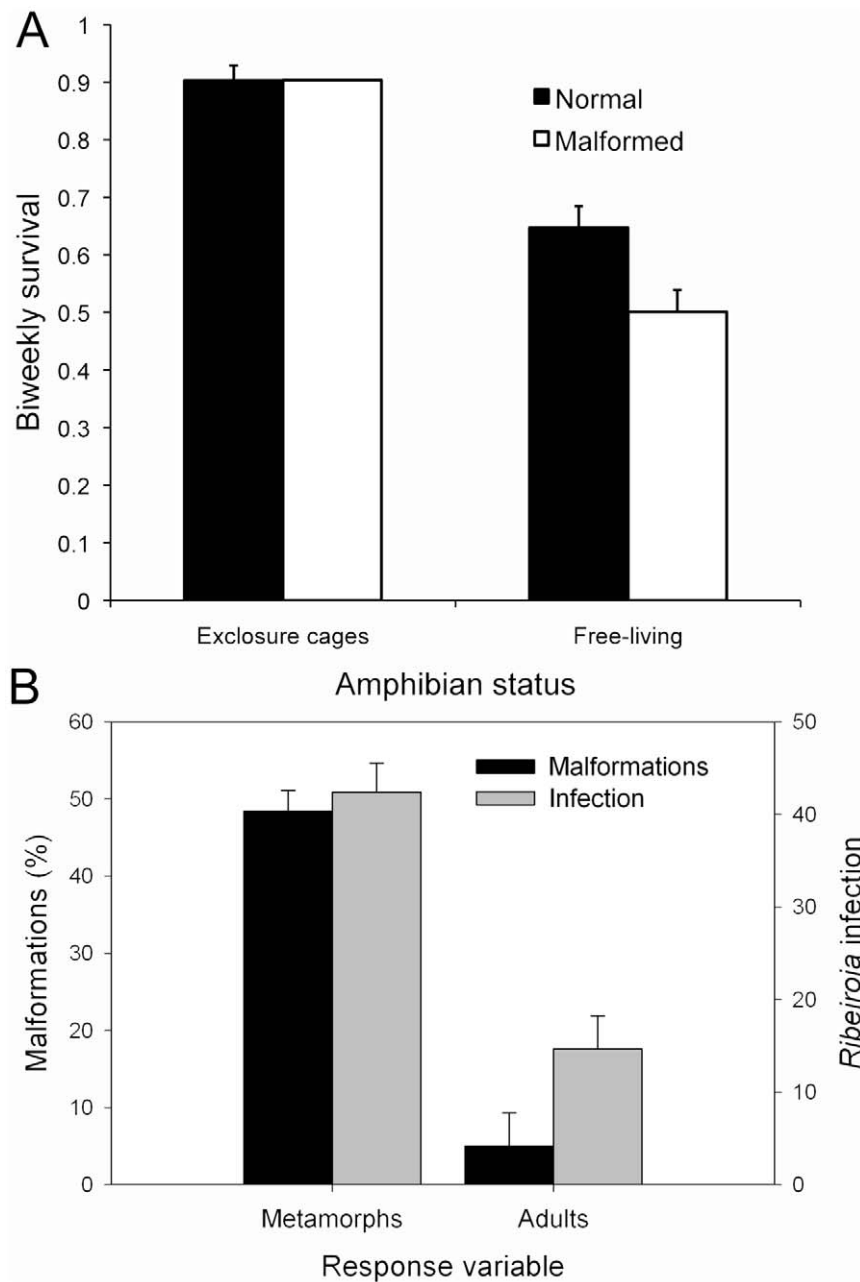 A
1
0.9
0.8
0.7
0.6
0.5
0.4
0.3
0.2
0.1
0
Biweekly survival
Normal
Malformed
Exclosure cages Free-living
Amphibian status
B
60
50
40
30
20
10
0
Malformations (%)
Malformations
Infection
50
40
30
20
10
0
Ribeiroia infection
Metamorphs Adults
Response variable